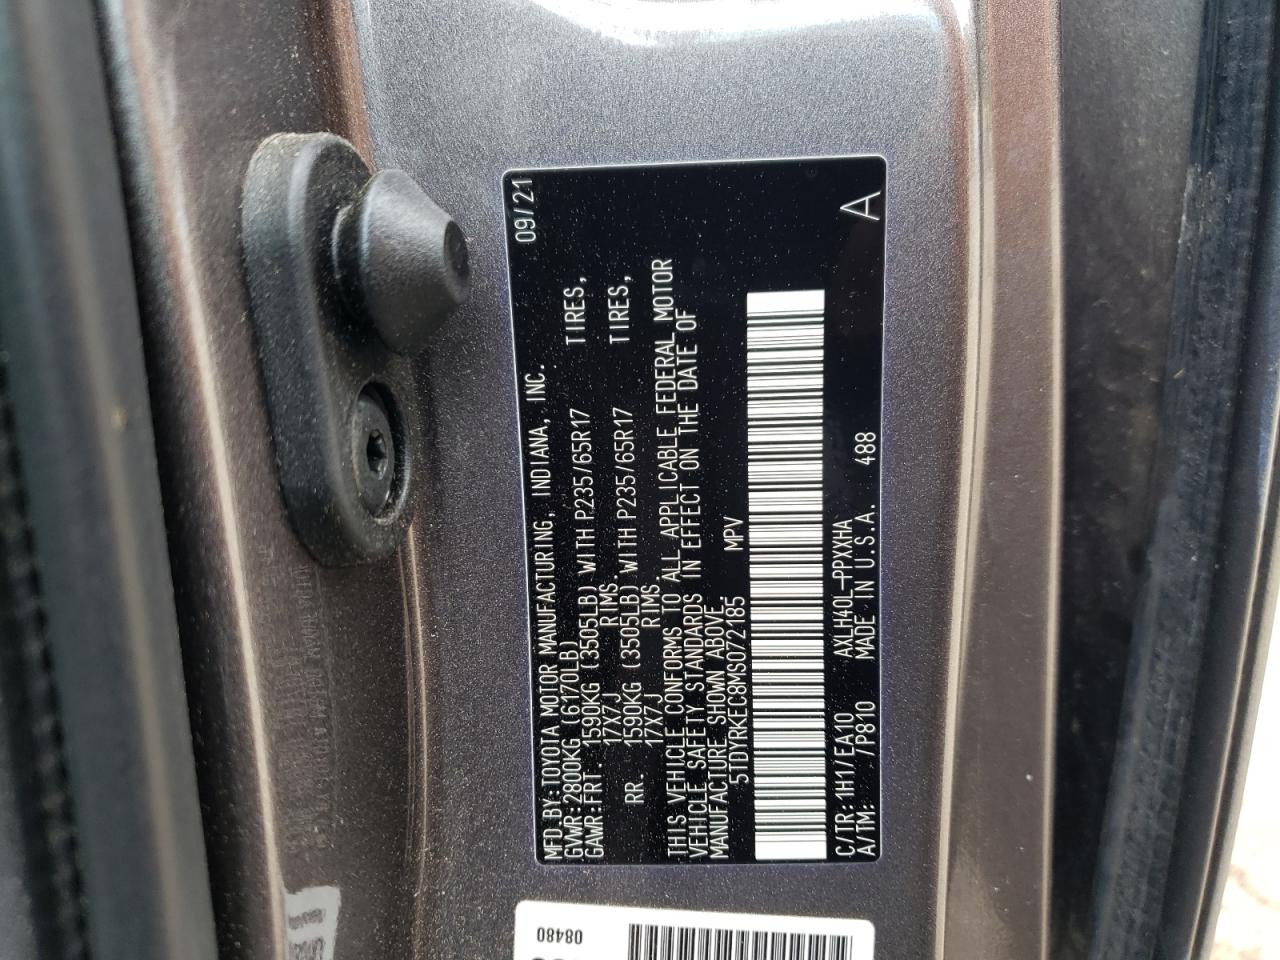 MFD.BY:TOYOTA MOTOR MANUFACTURING, INDIANA, INC. 09/21
GVWR:2800KG (6170LB)
GAWR:FRT. 1590KG (3505LB) WITH P235/65R17 TIRES,
17X7J RIMS.
RR. 1590KG (3505LB) WITH P235/65R17 TIRES,
17X7J RIMS.
THIS VEHICLE CONFORMS TO ALL APPLICABLE FEDERAL MOTOR
VEHICLE SAFETY STANDARDS IN EFFECT ON THE DATE OF
MANUFACTURE SHOWN ABOVE.
5TDYRKEC8MS072185 MPV
C/TR:1H1/EA10 AXLH40L-PPXXHA
A/TM: /P810 MADE IN U.S.A. 488 A
08480